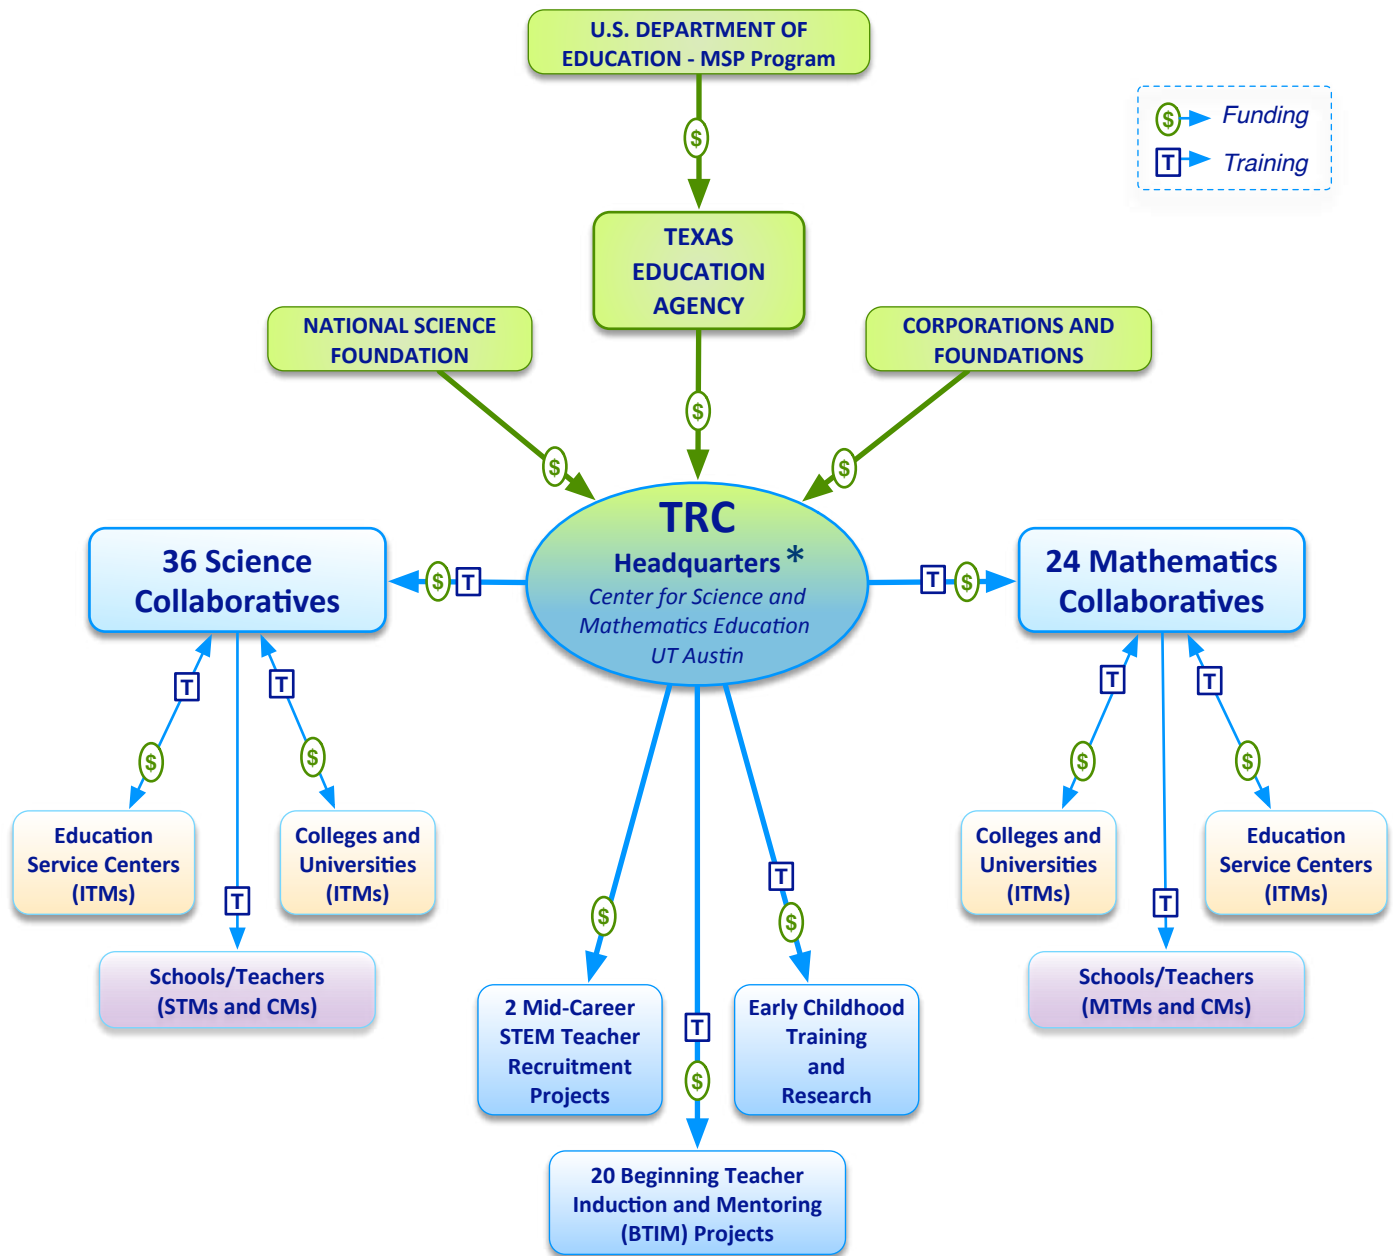 U.S. DEPARTMENT OF
EDUCATION - MSP Program
$
$ Funding
T Training
TEXAS
EDUCATION
AGENCY
NATIONAL SCIENCE
FOUNDATION
CORPORATIONS AND
FOUNDATIONS
$
$
$
TRC
Headquarters *
Center for Science and
Mathematics Education
UT Austin
36 Science
Collaboratives
$ T
T $
24 Mathematics
Collaboratives
T
T
T
T
$
$
$
$
Education
Service Centers
(ITMs)
Colleges and
Universities
(ITMs)
Colleges and
Universities
(ITMs)
Education
Service Centers
(ITMs)
T
$
T
$
T
Schools/Teachers
(STMs and CMs)
Schools/Teachers
(MTMs and CMs)
2 Mid-Career
STEM Teacher
Recruitment
Projects
T
$
Early Childhood
Training
and
Research
20 Beginning Teacher
Induction and Mentoring
(BTIM) Projects